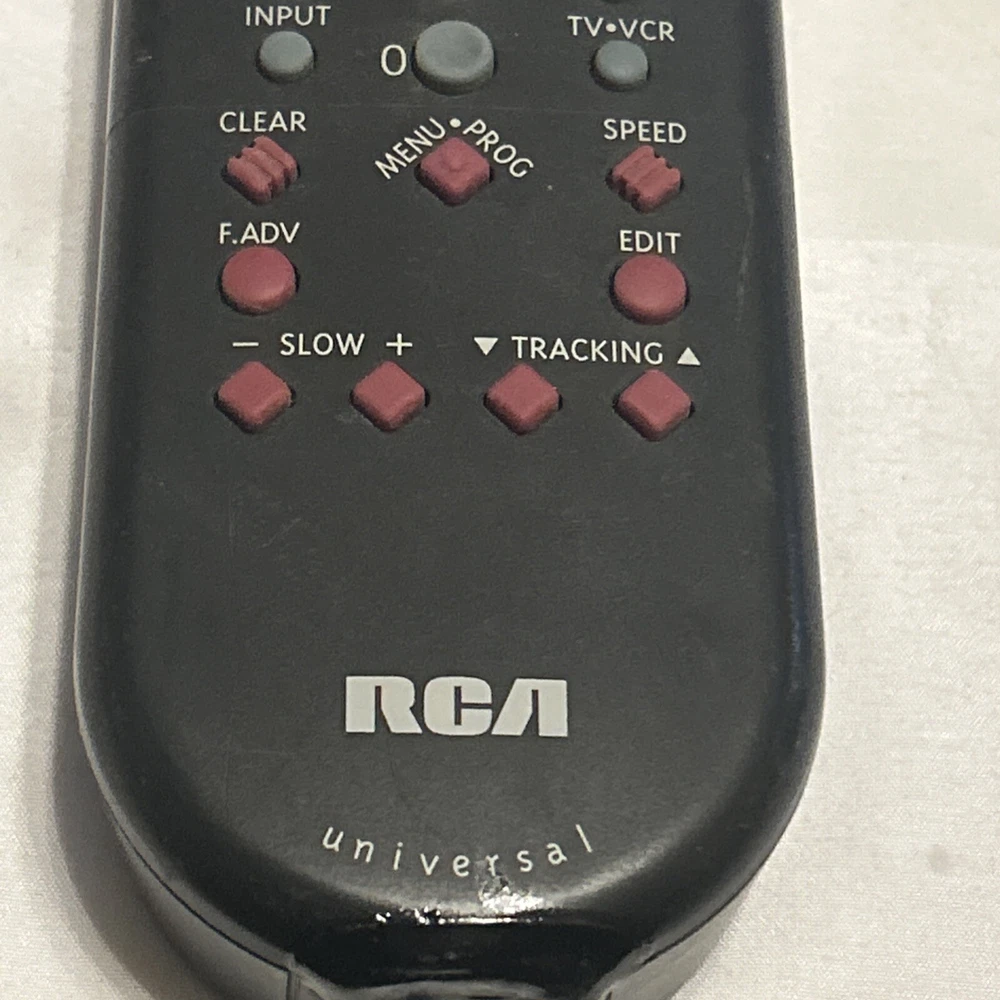 INPUT
0
TV•VCR
CLEAR
MENU•PROG
SPEED
F.ADV
EDIT
— SLOW +
▼ TRACKING ▲
RCA
universal